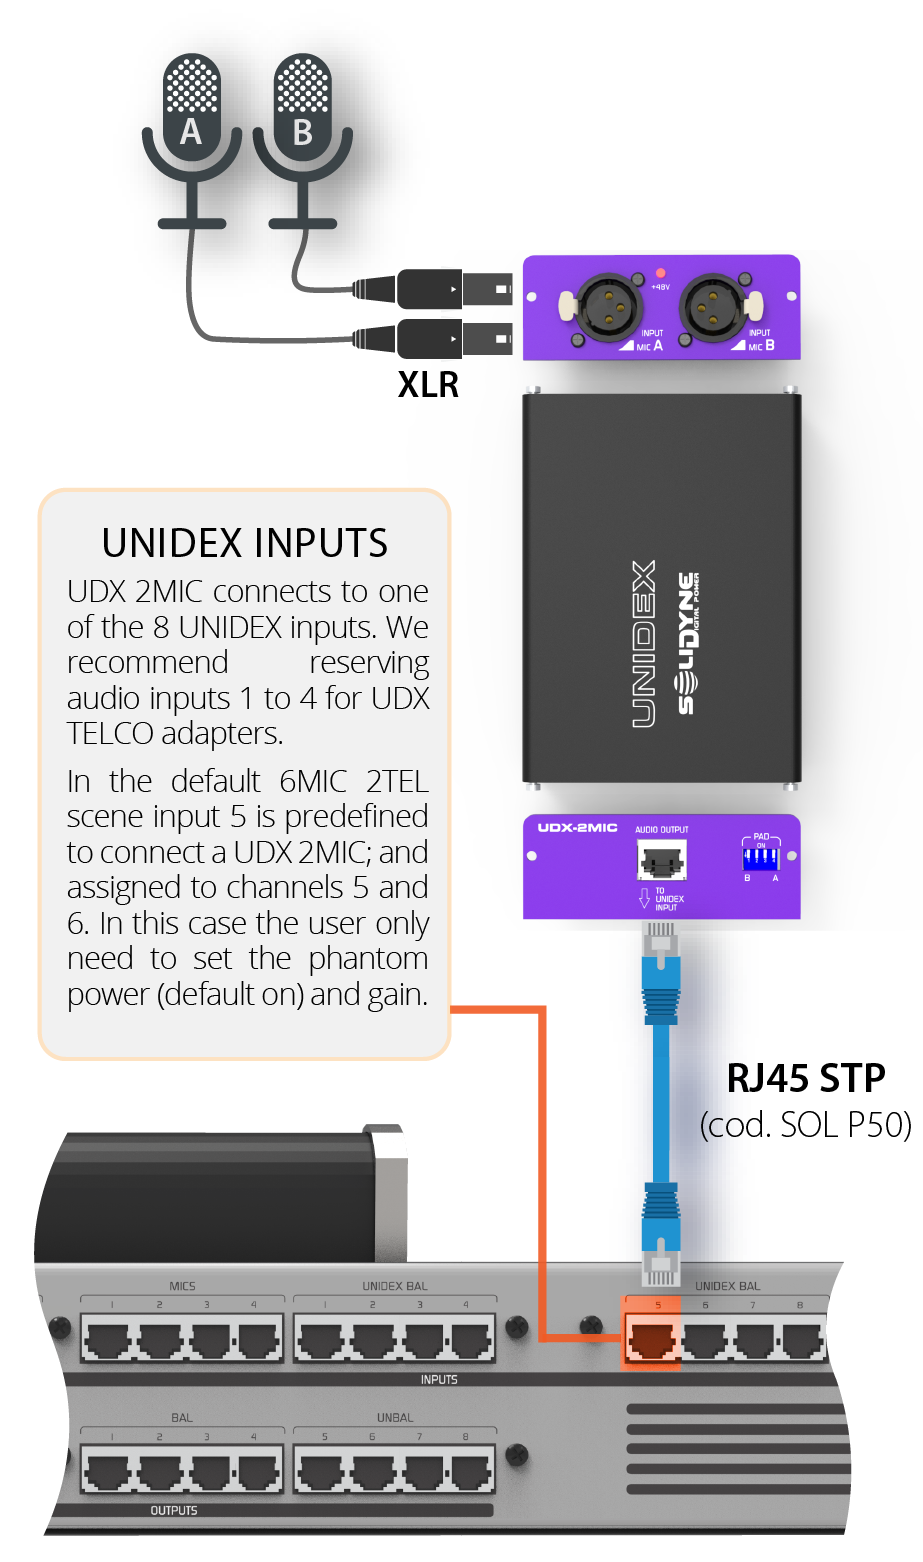 A B
+48V
INPUT
MIC A
INPUT
MIC B
XLR
UNIDEX
SOLIDYNE
DIGITAL POWER
UNIDEX INPUTS
UDX 2MIC connects to one
of the 8 UNIDEX inputs. We
recommend reserving
audio inputs 1 to 4 for UDX
TELCO adapters.
In the default 6MIC 2TEL
scene input 5 is predefined
to connect a UDX 2MIC; and
assigned to channels 5 and
6. In this case the user only
need to set the phantom
power (default on) and gain.
UDX-2MIC
AUDIO OUTPUT
TO
UNIDEX
INPUT
PAD
ON
B A
RJ45 STP
(cod. SOL P50)
MICS
1 2 3 4
UNIDEX BAL
1 2 3 4
UNIDEX BAL
5 6 7 8
INPUTS
BAL
1 2 3 4
UNBAL
5 6 7 8
OUTPUTS